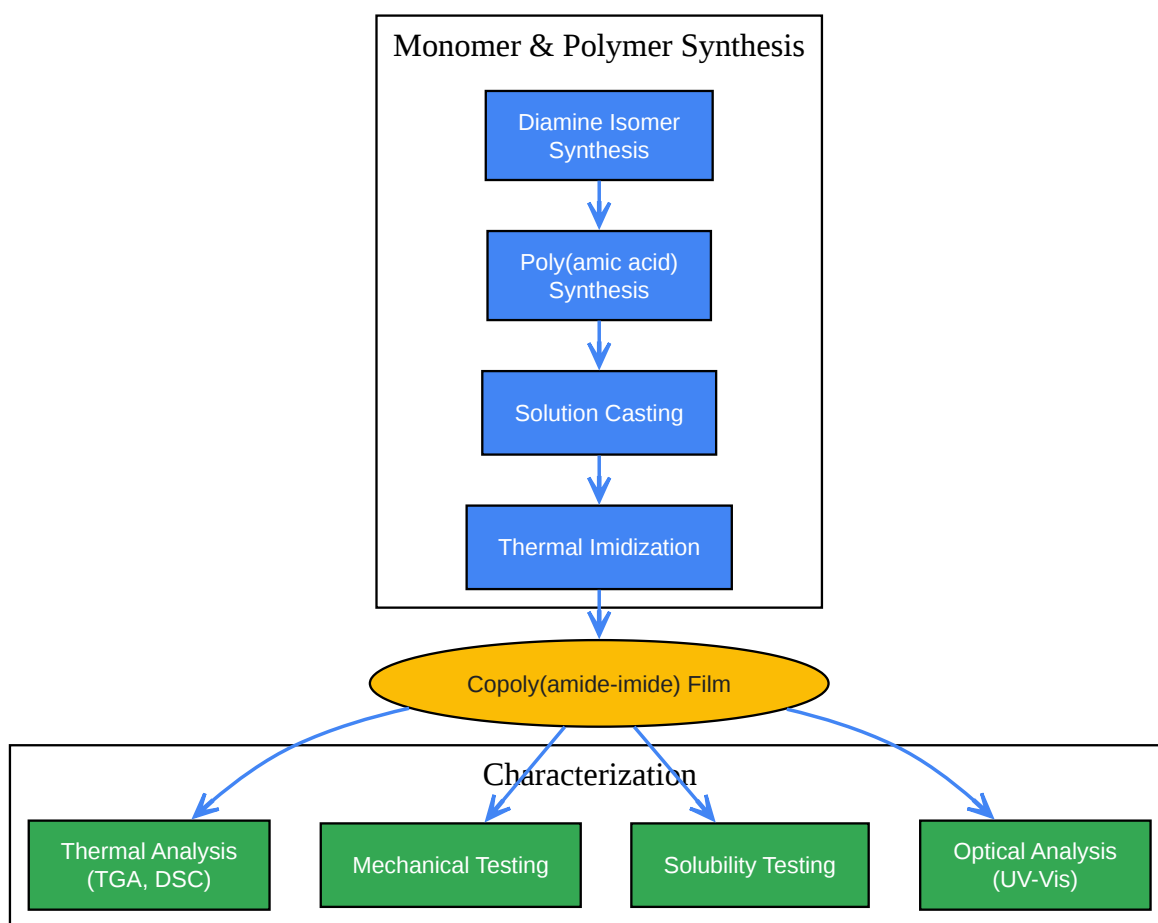 Monomer & Polymer Synthesis
Diamine Isomer
Synthesis
Poly(amic acid)
Synthesis
Solution Casting
Thermal Imidization
Copoly(amide-imide) Film
Characterization
Thermal Analysis
(TGA, DSC)
Mechanical Testing
Solubility Testing
Optical Analysis
(UV-Vis)